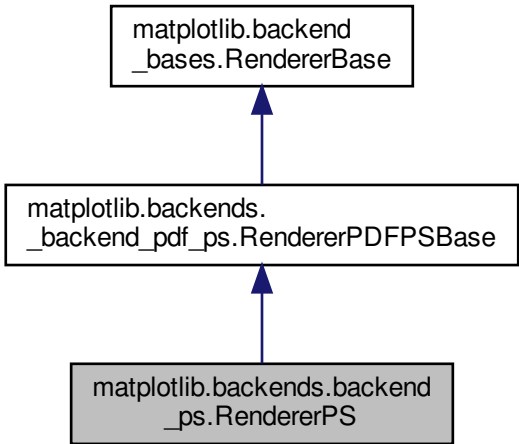 matplotlib.backend
_bases.RendererBase
matplotlib.backends.
_backend_pdf_ps.RendererPDFPSBase
matplotlib.backends.backend
_ps.RendererPS